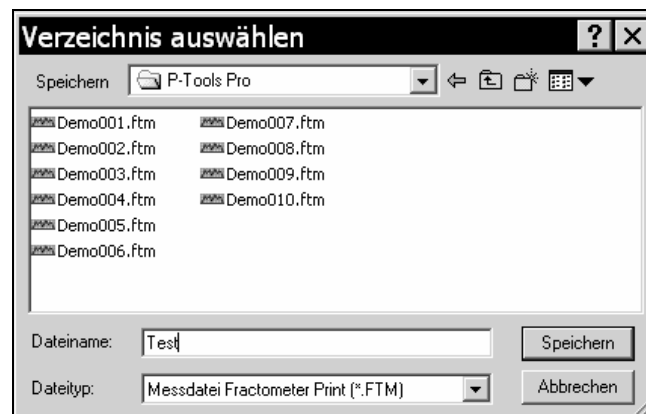 Verzeichnis auswählen ? X
Speichern P-Tools Pro
Demo001.ftm Demo007.ftm
Demo002.ftm Demo008.ftm
Demo003.ftm Demo009.ftm
Demo004.ftm Demo010.ftm
Demo005.ftm
Demo006.ftm
Dateiname: Test Speichern
Dateityp: Messdatei Fractometer Print (*.FTM) Abbrechen